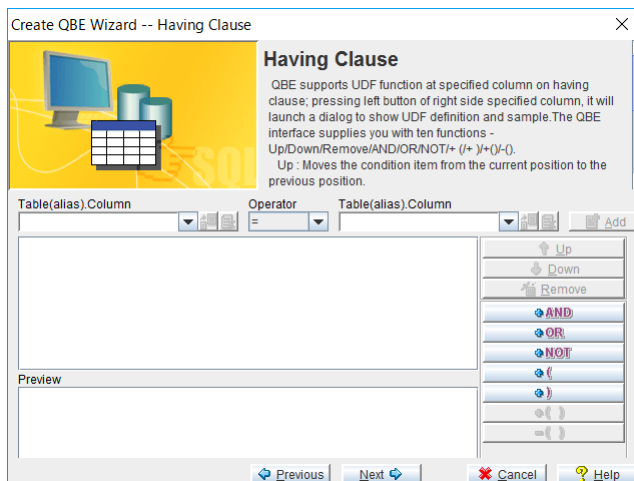 Create QBE Wizard -- Having Clause
Having Clause
QBE supports UDF function at specified column on having
clause; pressing left button of right side specified column, it will
launch a dialog to show UDF definition and sample.The QBE
interface supplies you with ten functions -
Up/Down/Remove/AND/OR/NOT/+ (/+ )/+()/-().
Up : Moves the condition item from the current position to the
previous position.
SQL
Table(alias).Column Operator Table(alias).Column
= Add
Up
Down
Remove
AND
OR
NOT
(
)
( )
( )
Preview
Previous Next Cancel Help